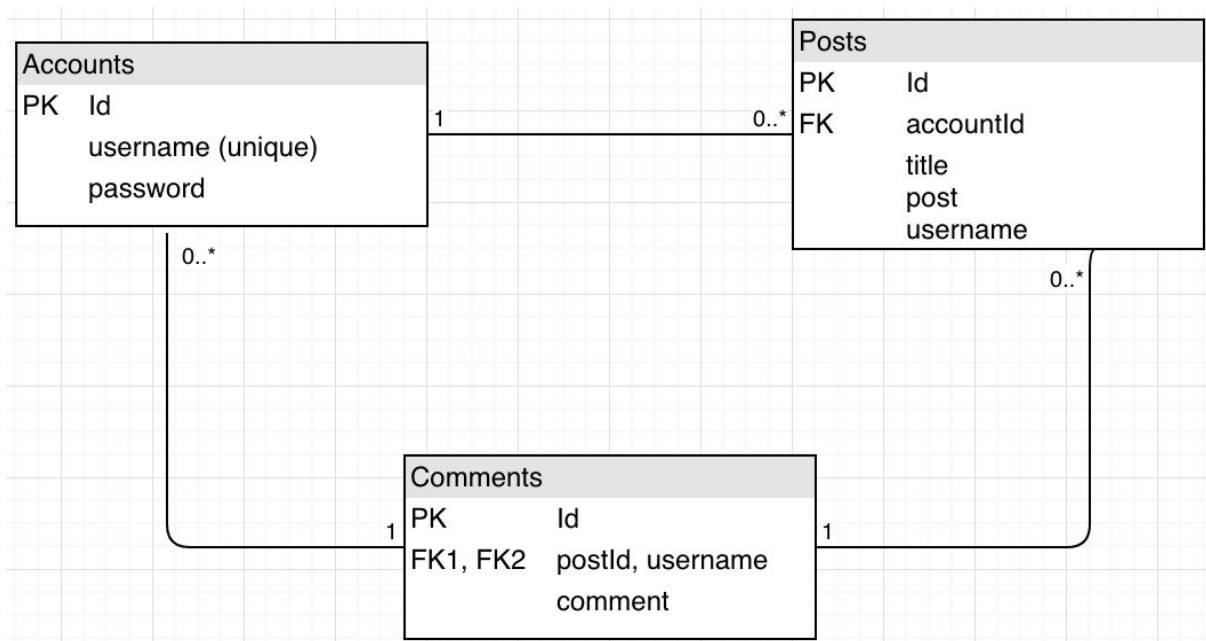 Accounts
PK Id
username (unique)
password
1
0..*
Posts
PK Id
FK accountId
title
post
username
0..*
0..*
Comments
PK Id
FK1, FK2 postId, username
comment
1
1